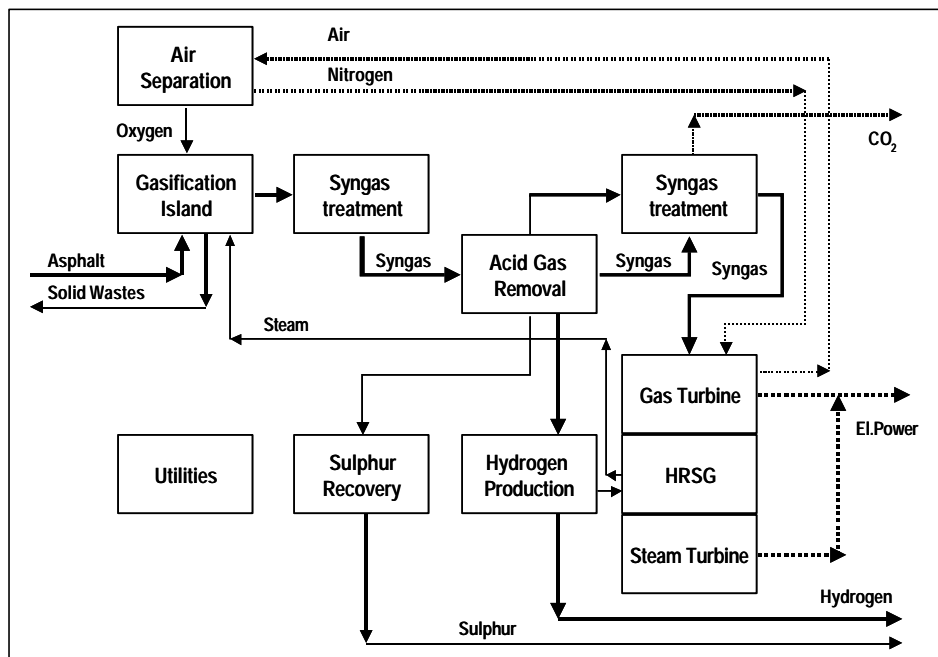 Air
Air
Separation
Nitrogen
Oxygen
CO2
Gasification
Island
Syngas
treatment
Syngas
treatment
Asphalt
Syngas
Acid Gas
Removal
Syngas
Syngas
Solid Wastes
Steam
Gas Turbine
El.Power
Utilities
Sulphur
Recovery
Hydrogen
Production
HRSG
Steam Turbine
Hydrogen
Sulphur